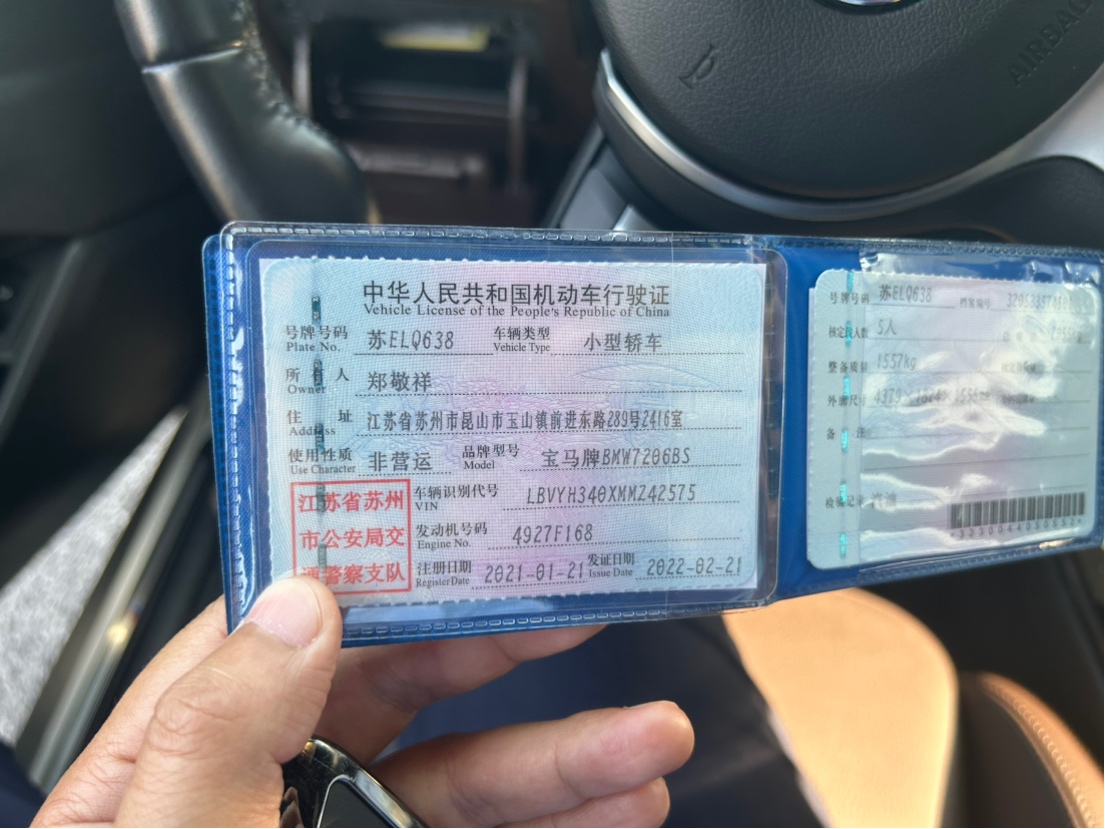 AIRBAG
中华人民共和国机动车行驶证
Vehicle License of the People's Republic of China
号牌号码 苏ELQ638 车辆类型 小型轿车
Plate No. Vehicle Type
所有人 郑敬祥
Owner
住址 江苏省苏州市昆山市玉山镇前进东路289号2416室
Address
使用性质 非营运 品牌型号 宝马牌BMW7206BS
Use Character Model
江苏省苏州
市公安局交
通警察支队
车辆识别代号 LBVYH340XMMZ42575
VIN
发动机号码 4927F168
Engine No.
注册日期 2021-01-21 发证日期 2022-02-21
Register Date Issue Date
号牌号码 苏ELQ638 档案编号
核定载人数 5人
整备质量 1557kg
外廓尺寸
备注
检验记录 汽油